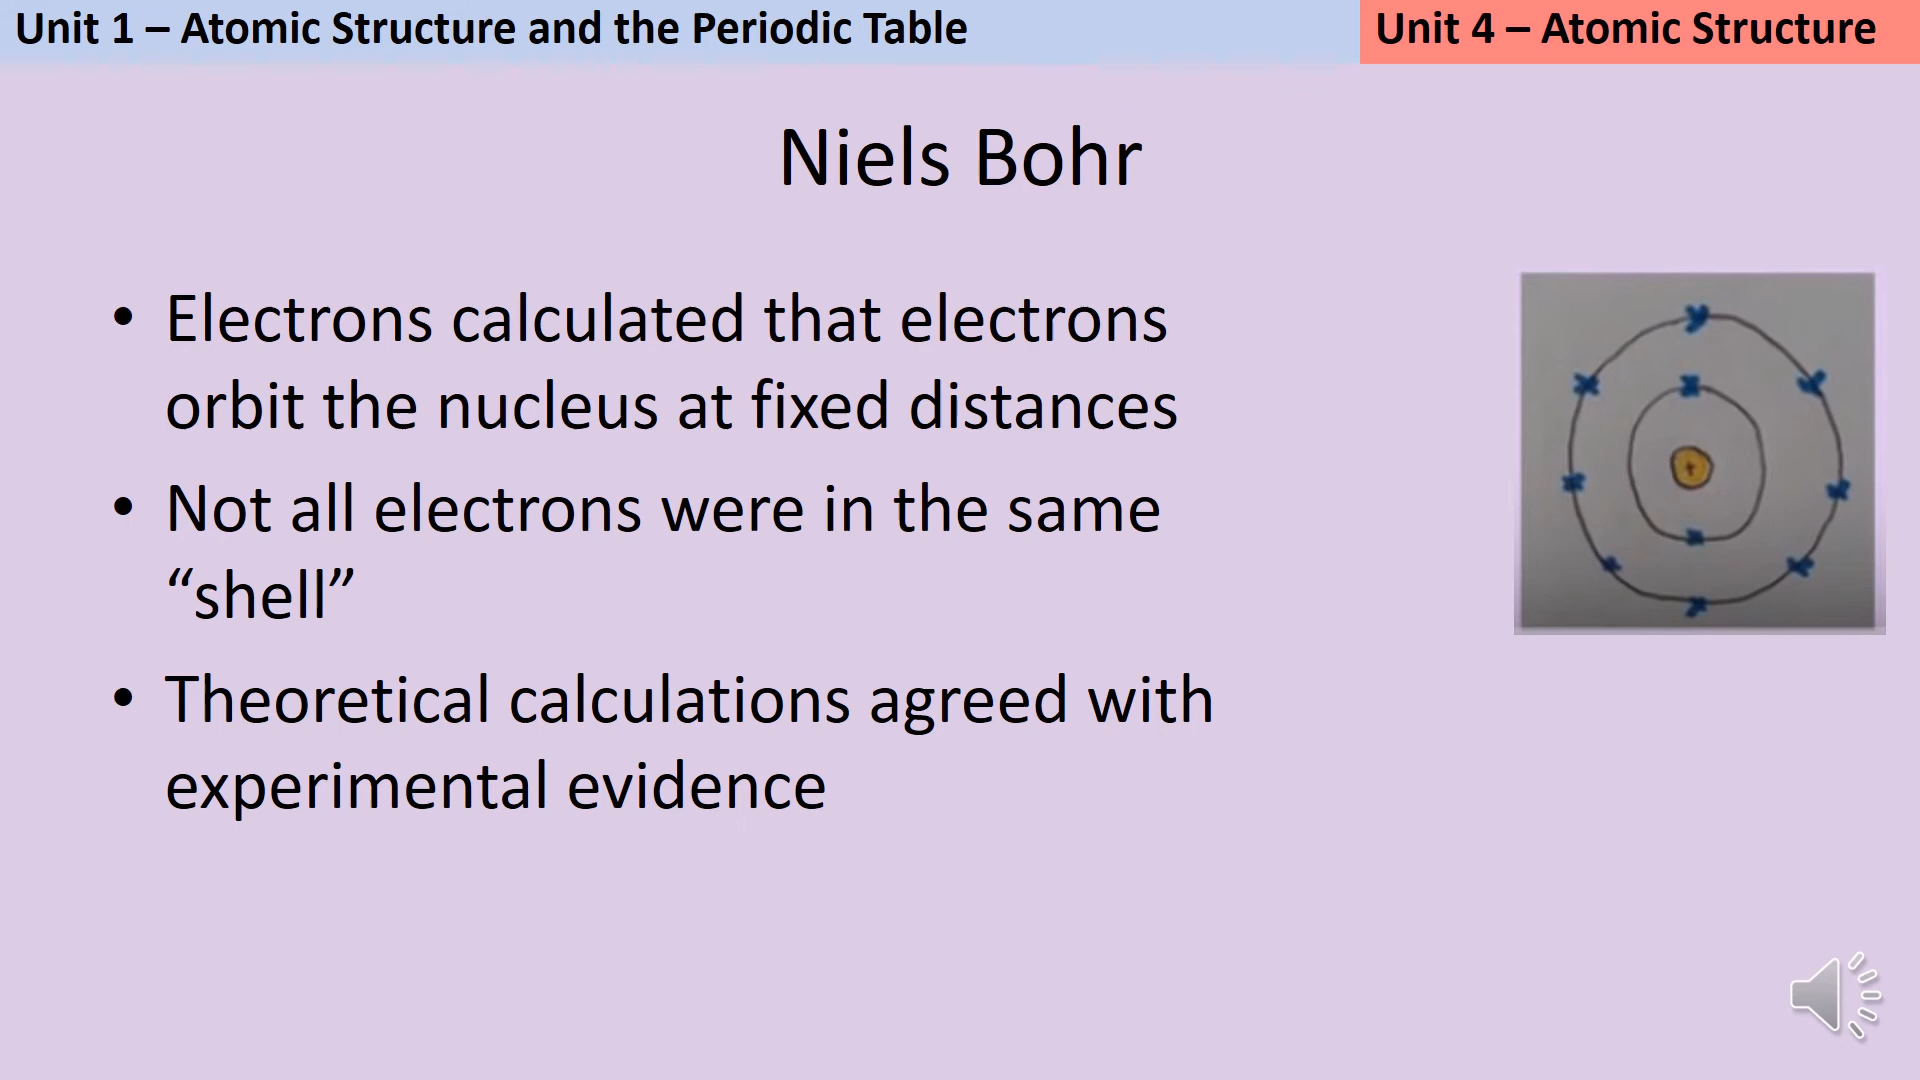 Unit 1 – Atomic Structure and the Periodic Table
Unit 4 – Atomic Structure
Niels Bohr
• Electrons calculated that electrons
orbit the nucleus at fixed distances
• Not all electrons were in the same
“shell”
• Theoretical calculations agreed with
experimental evidence
+